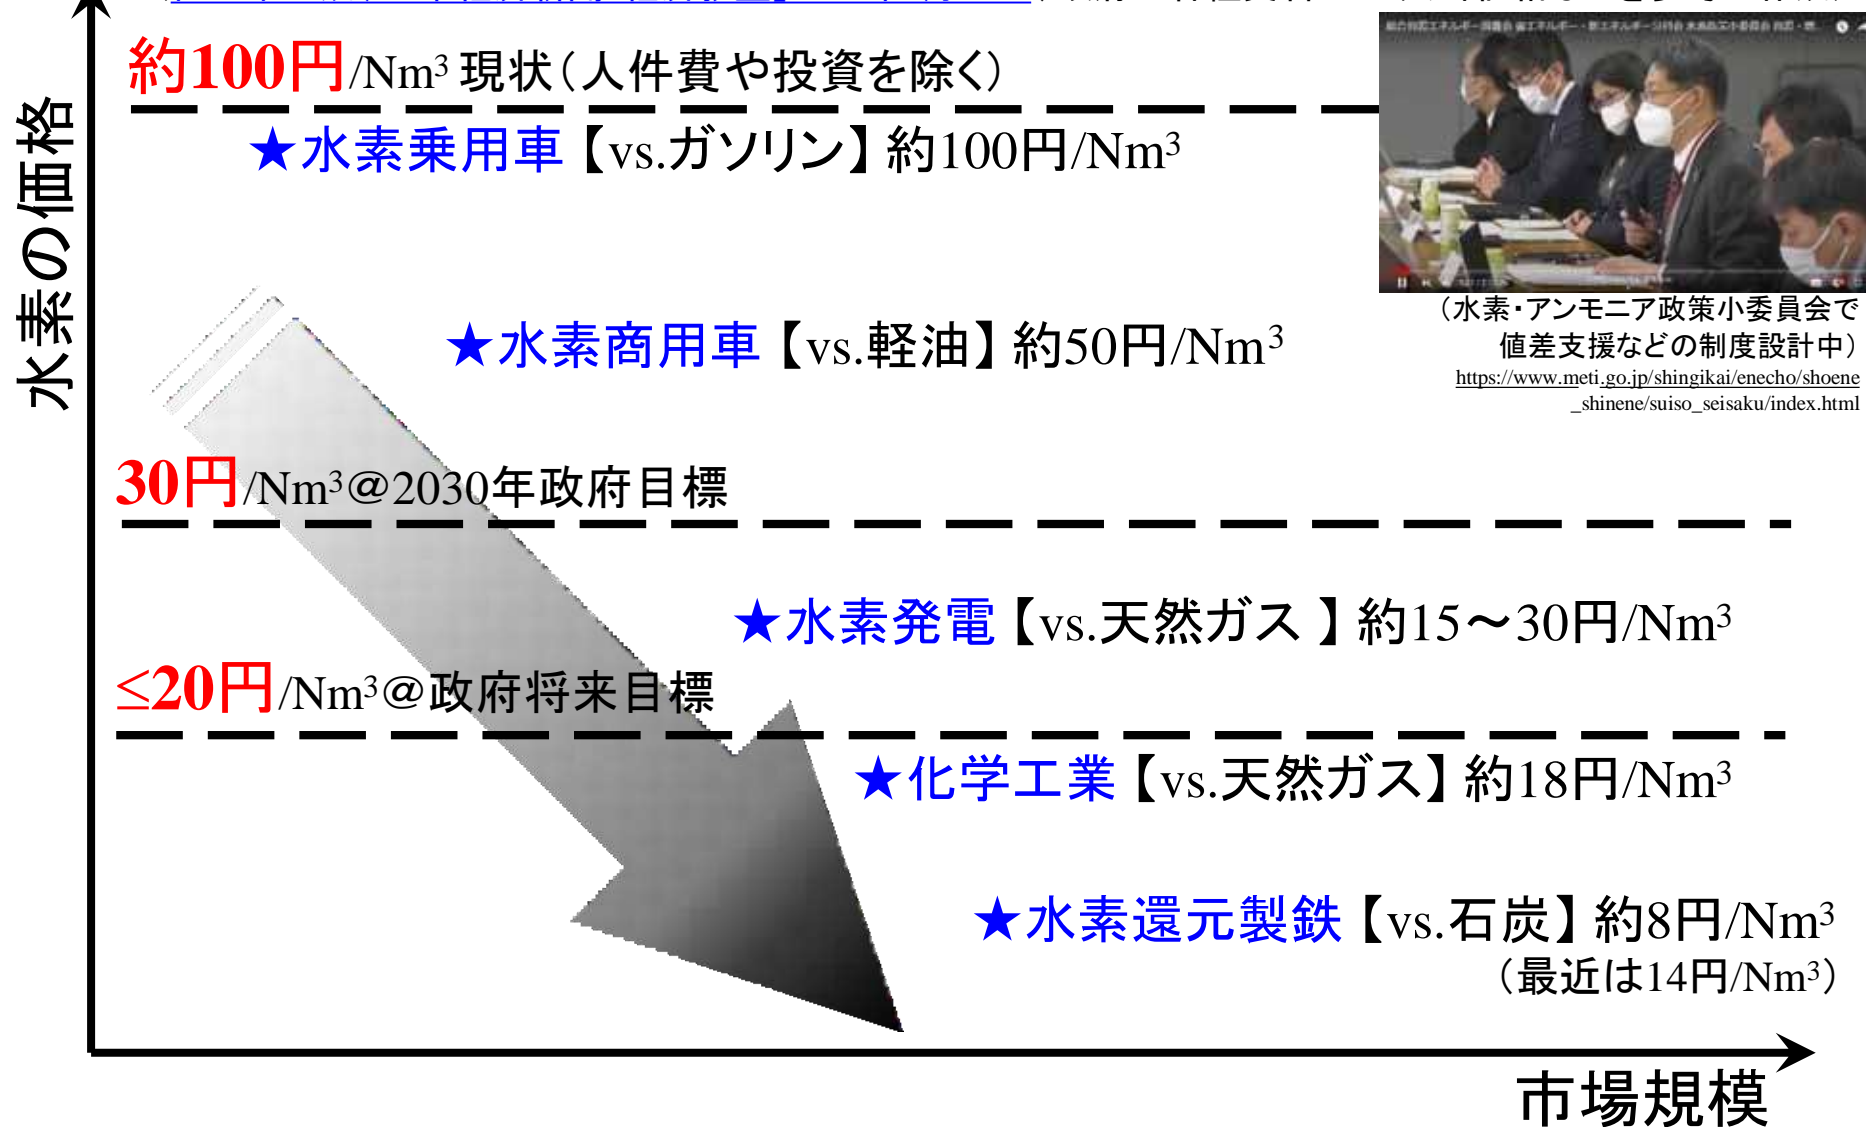 約100円/Nm³ 現状（人件費や投資を除く）
★水素乗用車【vs.ガソリン】約100円/Nm³
水素の価格
（水素・アンモニア政策小委員会で
値差支援などの制度設計中）
https://www.meti.go.jp/shingikai/enecho/shoene
_shinene/suiso_seisaku/index.html
★水素商用車【vs.軽油】約50円/Nm³
30円/Nm³＠2030年政府目標
★水素発電【vs.天然ガス】約15～30円/Nm³
≤20円/Nm³＠政府将来目標
★化学工業【vs.天然ガス】約18円/Nm³
★水素還元製鉄【vs.石炭】約8円/Nm³
（最近は14円/Nm³）
市場規模